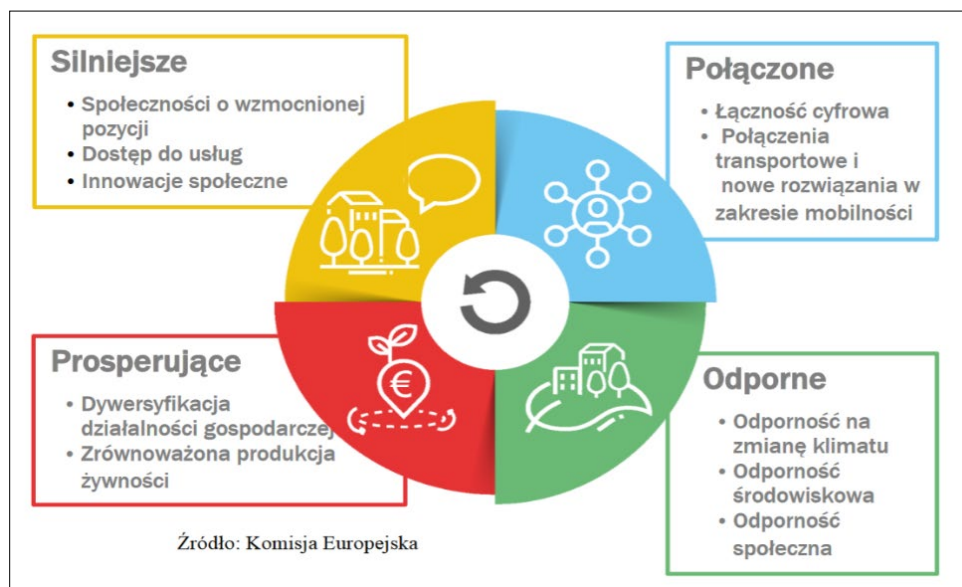 Silniejsze
• Społeczności o wzmocnionej
pozycji
• Dostęp do usług
• Innowacje społeczne
Połączone
• Łączność cyfrowa
• Połączenia
transportowe i
nowe rozwiązania w
zakresie mobilności
€
Prosperujące
• Dywersyfikacja
działalności gospodarczej
• Zrównoważona produkcja
żywności
Odporne
• Odporność na
zmianę klimatu
• Odporność
środowiskowa
• Odporność
społeczna
Źródło: Komisja Europejska